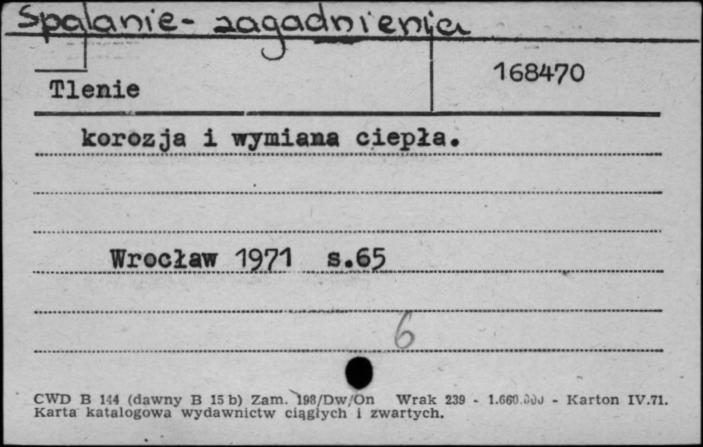 Spalanie - zagadnienia
168470
Tlenie
korozja i wymiana ciepła.
Wrocław 1971 s.65
6
CWD B 144 (dawny B 15 b) Zam. 198/Dw/On Wrak 239 - 1.660.000 - Karton IV.71.
Karta katalogowa wydawnictw ciągłych i zwartych.